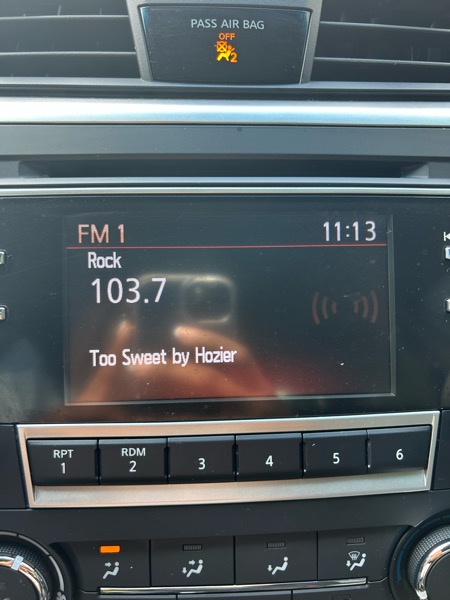 PASS AIR BAG
OFF
2
FM 1 11:13
Rock
103.7
Too Sweet by Hozier
RPT RDM
1 2 3 4 5 6